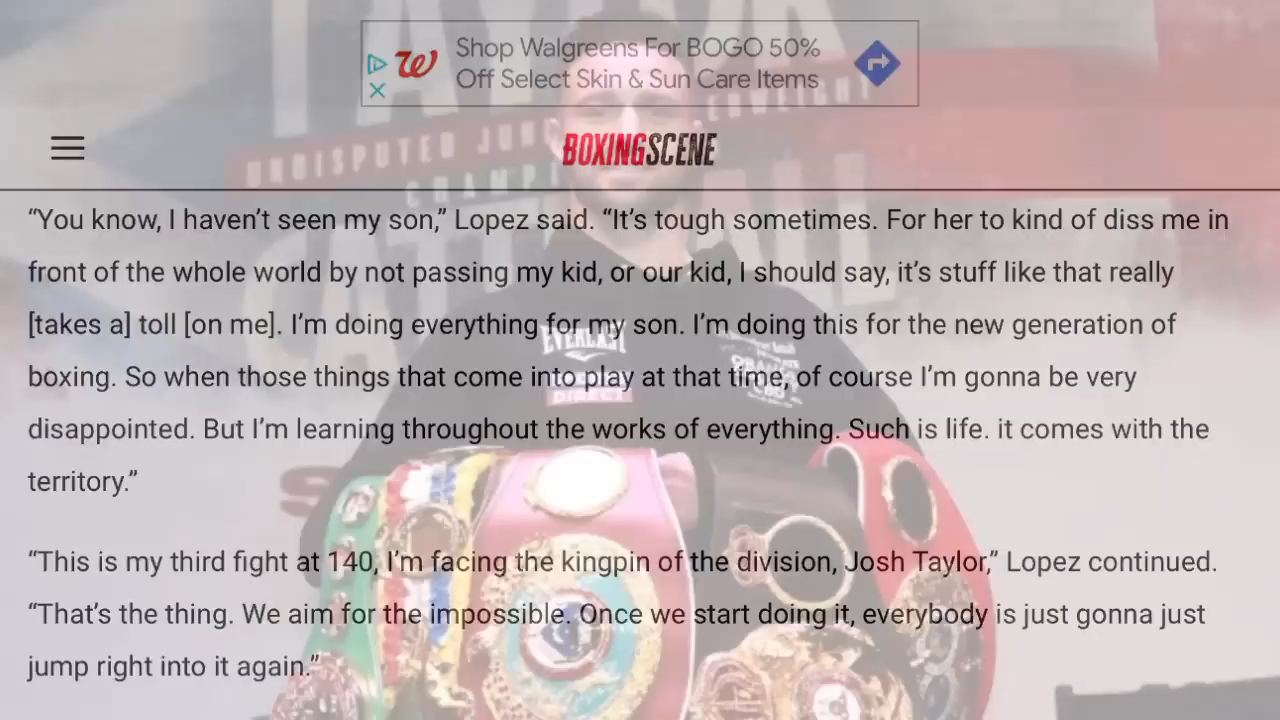 Shop Walgreens For BOGO 50%
Off Select Skin & Sun Care Items
BOXINGSCENE
UNDISPUTED JUN
CHAMPI
“You know, I haven’t seen my son,” Lopez said. “It’s tough sometimes. For her to kind of diss me in
front of the whole world by not passing my kid, or our kid, I should say, it’s stuff like that really
[takes a] toll [on me]. I’m doing everything for my son. I’m doing this for the new generation of
boxing. So when those things that come into play at that time, of course I’m gonna be very
disappointed. But I’m learning throughout the works of everything. Such is life. it comes with the
territory.”
EVERLAST
DIRECT
“This is my third fight at 140, I’m facing the kingpin of the division, Josh Taylor,” Lopez continued.
“That’s the thing. We aim for the impossible. Once we start doing it, everybody is just gonna just
jump right into it again.”